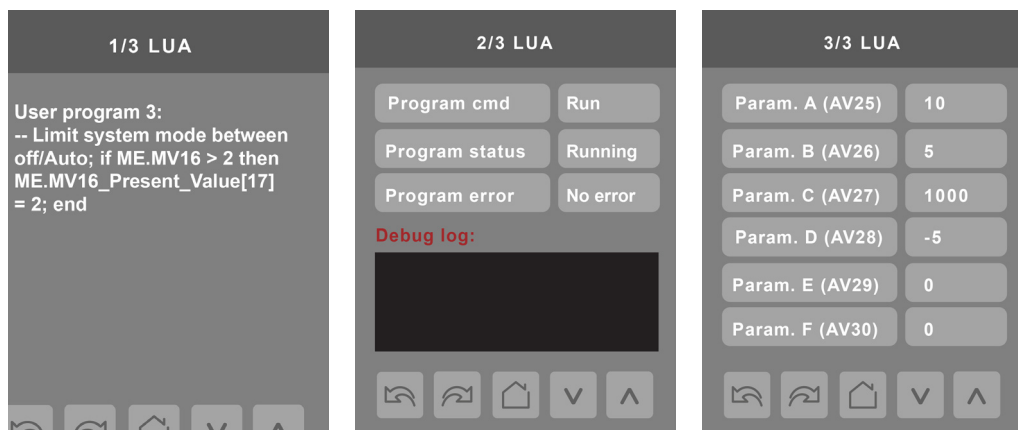 1/3 LUA
User program 3:
-- Limit system mode between
off/Auto; if ME.MV16 > 2 then
ME.MV16_Present_Value[17]
= 2; end
2/3 LUA
Program cmd Run
Program status Running
Program error No error
Debug log:
3/3 LUA
Param. A (AV25) 10
Param. B (AV26) 5
Param. C (AV27) 1000
Param. D (AV28) -5
Param. E (AV29) 0
Param. F (AV30) 0